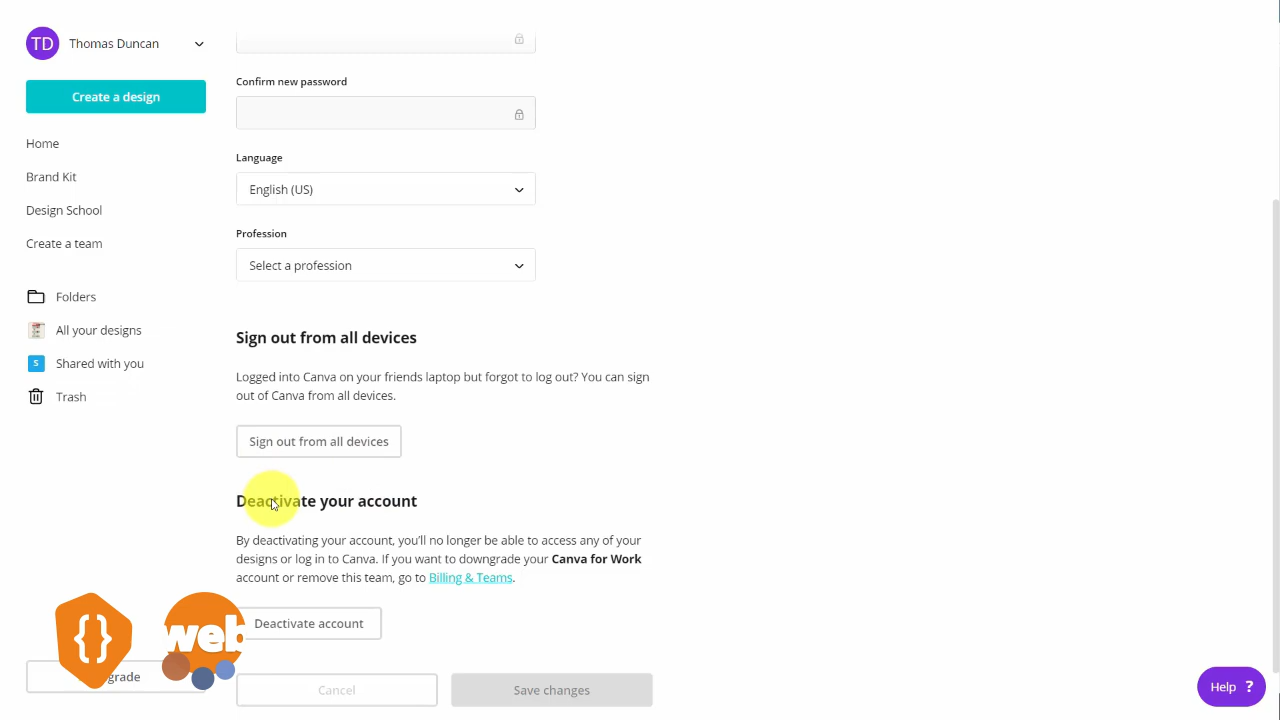 TD
Thomas Duncan
Create a design
Home
Brand Kit
Design School
Create a team
Folders
All your designs
S
Shared with you
Trash
grade
Confirm new password
Language
English (US)
Profession
Select a profession
Sign out from all devices
Logged into Canva on your friends laptop but forgot to log out? You can sign
out of Canva from all devices.
Sign out from all devices
Deactivate your account
By deactivating your account, you'll no longer be able to access any of your
designs or log in to Canva. If you want to downgrade your Canva for Work
account or remove this team, go to Billing & Teams.
Deactivate account
Cancel
Save changes
{}
web
Help ?